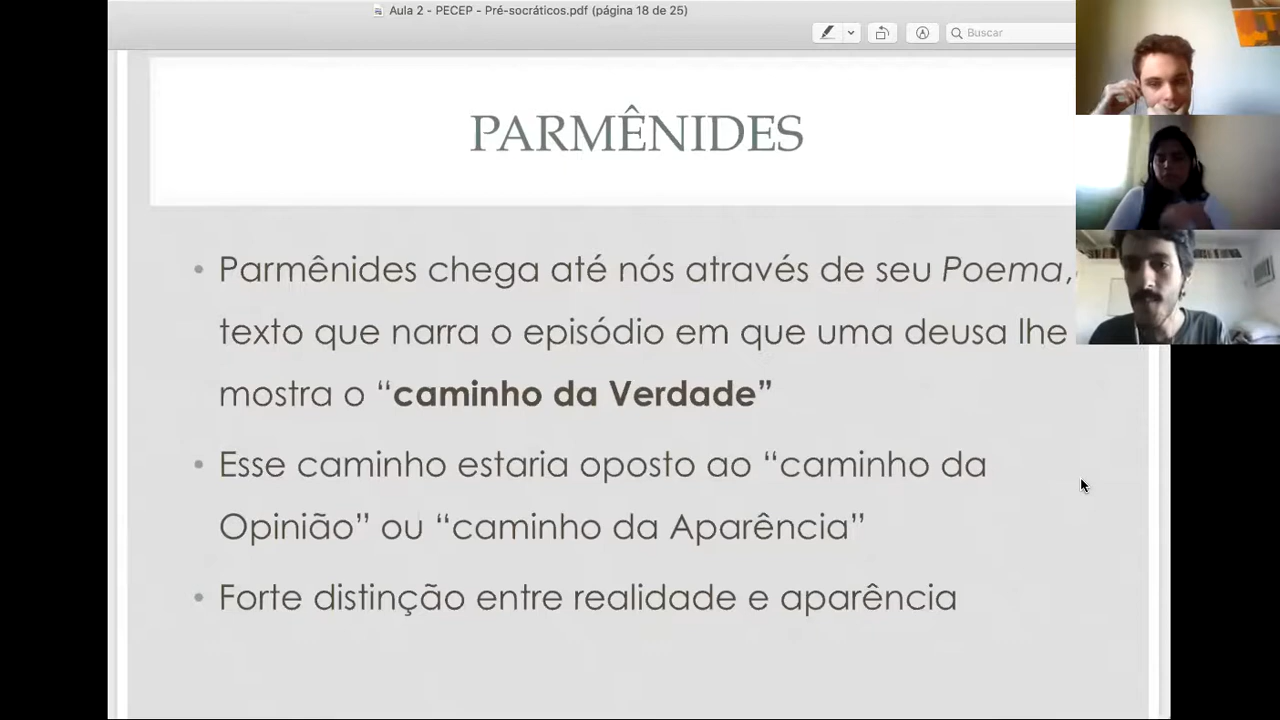 Aula 2 - PECEP - Pré-socráticos.pdf (página 18 de 25)
Buscar
PARMÊNIDES
• Parmênides chega até nós através de seu Poema,
texto que narra o episódio em que uma deusa lhe
mostra o “caminho da Verdade”
• Esse caminho estaria oposto ao “caminho da
Opinião” ou “caminho da Aparência”
• Forte distinção entre realidade e aparência